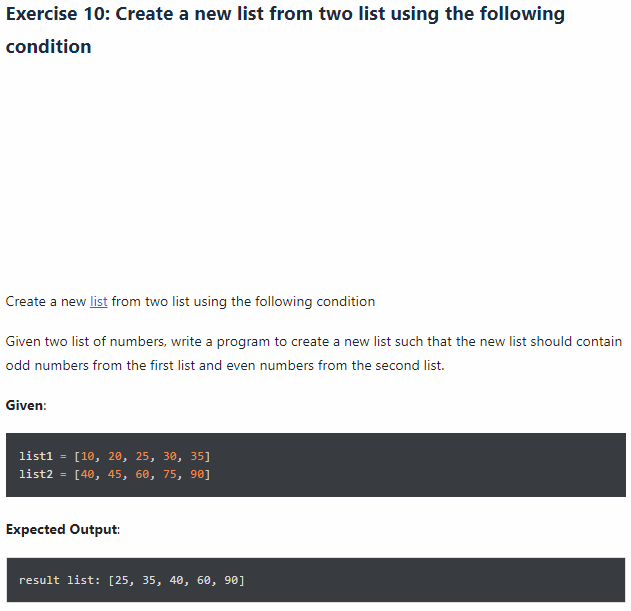 Exercise 10: Create a new list from two list using the following
condition
Create a new list from two list using the following condition
Given two list of numbers, write a program to create a new list such that the new list should contain
odd numbers from the first list and even numbers from the second list.
Given:
list1 = [10, 20, 25, 30, 35]
list2 = [40, 45, 60, 75, 90]
Expected Output:
result list: [25, 35, 40, 60, 90]